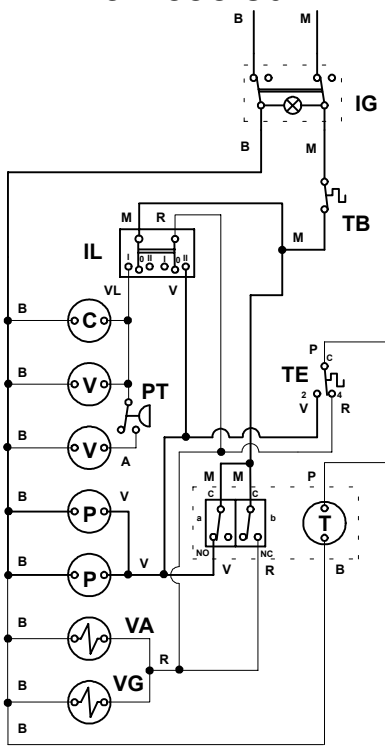 B M
IG
B M
TB
M R M
IL
I 0 II I 0 II
VL V
B C
P C
B V PT TE
2 4
V R
B V A
M M P
B P V C C
a b T
NO NC
B P V V R B
B VA
R
B VG
B